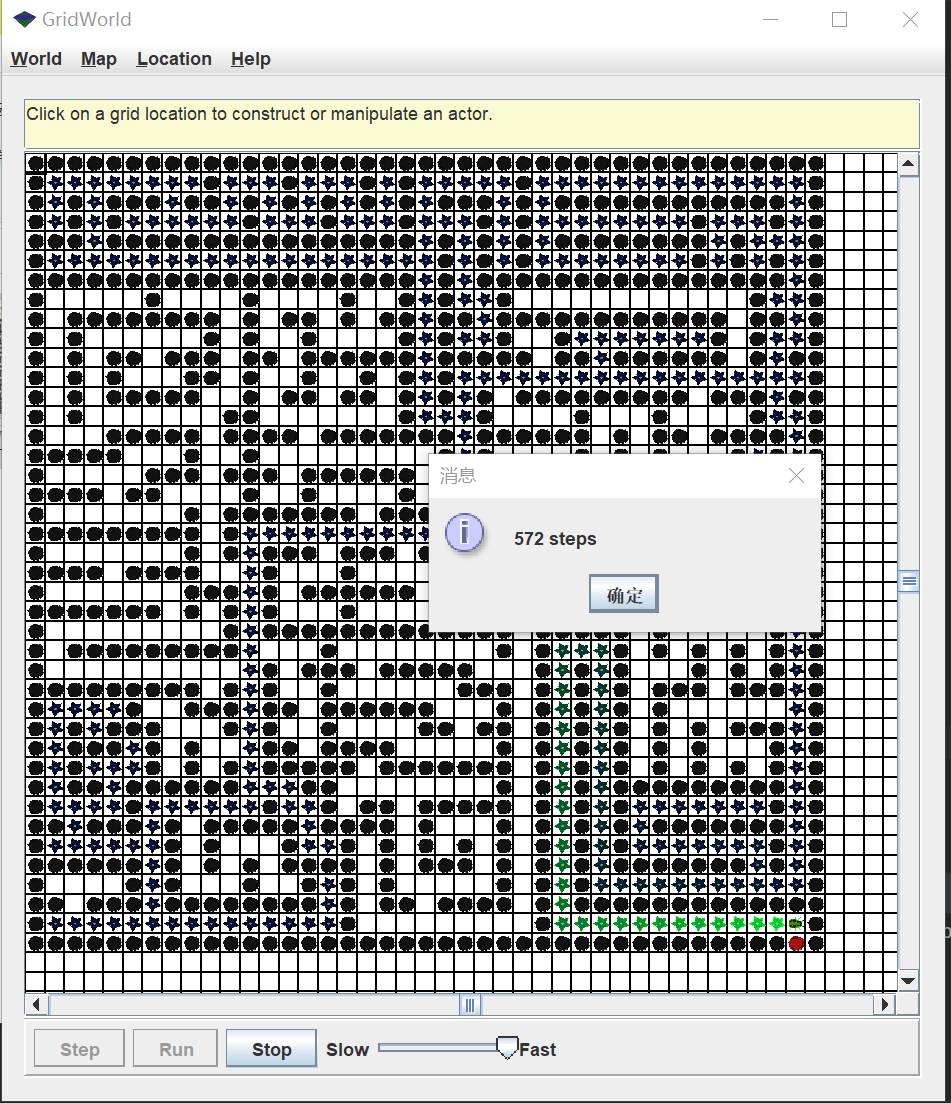 GridWorld
World Map Location Help
Click on a grid location to construct or manipulate an actor.
消息
572 steps
确定
Step Run Stop Slow Fast